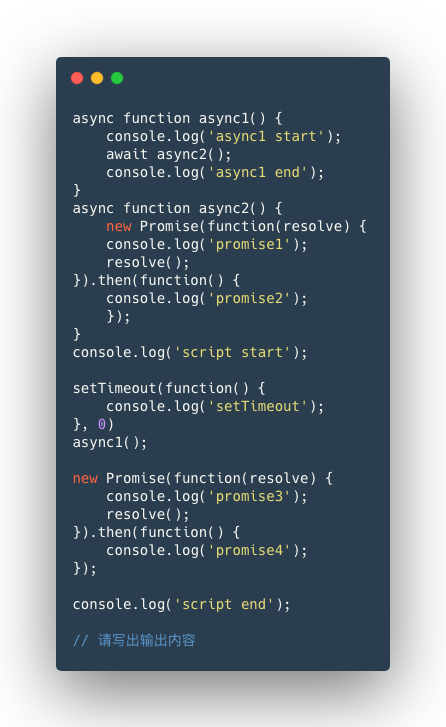 async function async1() {
    console.log('async1 start');
    await async2();
    console.log('async1 end');
}
async function async2() {
    new Promise(function(resolve) {
    console.log('promise1');
    resolve();
}).then(function() {
    console.log('promise2');
    });
}
console.log('script start');

setTimeout(function() {
    console.log('setTimeout');
}, 0)
async1();

new Promise(function(resolve) {
    console.log('promise3');
    resolve();
}).then(function() {
    console.log('promise4');
});

console.log('script end');

// 请写出输出内容